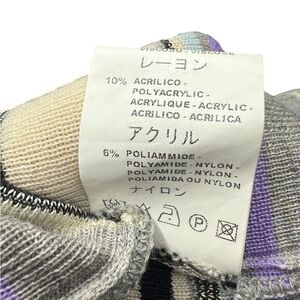 レーヨン
10% ACRILICO -
POLYACRYLIC -
ACRYLIQUE - ACRYLIC -
ACRILICO - ACRILICA
アクリル
6% POLIAMMIDE -
POLYAMIDE - NYLON -
POLYAMIDE - NYLON -
POLIAMIDA OU NYLON
ナイロン
P